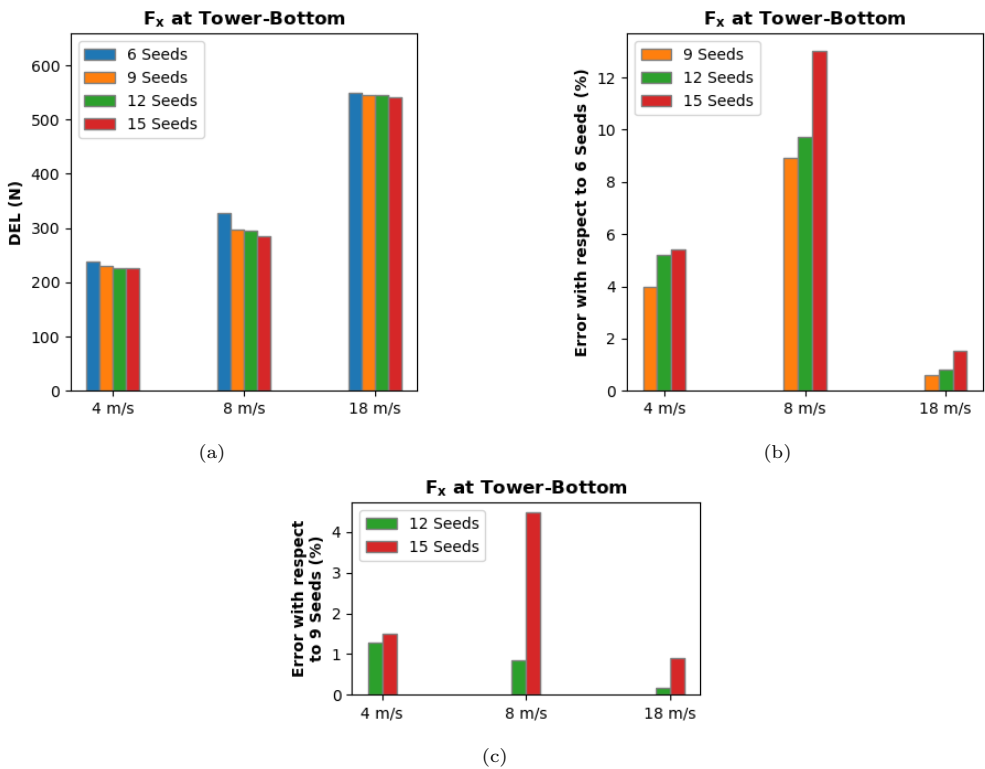 Fx at Tower-Bottom
DEL (N)
600
500
400
300
200
100
0
6 Seeds
9 Seeds
12 Seeds
15 Seeds
4 m/s 8 m/s 18 m/s
(a)
Fx at Tower-Bottom
Error with respect to 6 Seeds (%)
12
10
8
6
4
2
0
9 Seeds
12 Seeds
15 Seeds
4 m/s 8 m/s 18 m/s
(b)
Fx at Tower-Bottom
Error with respect
to 9 Seeds (%)
4
3
2
1
0
12 Seeds
15 Seeds
4 m/s 8 m/s 18 m/s
(c)